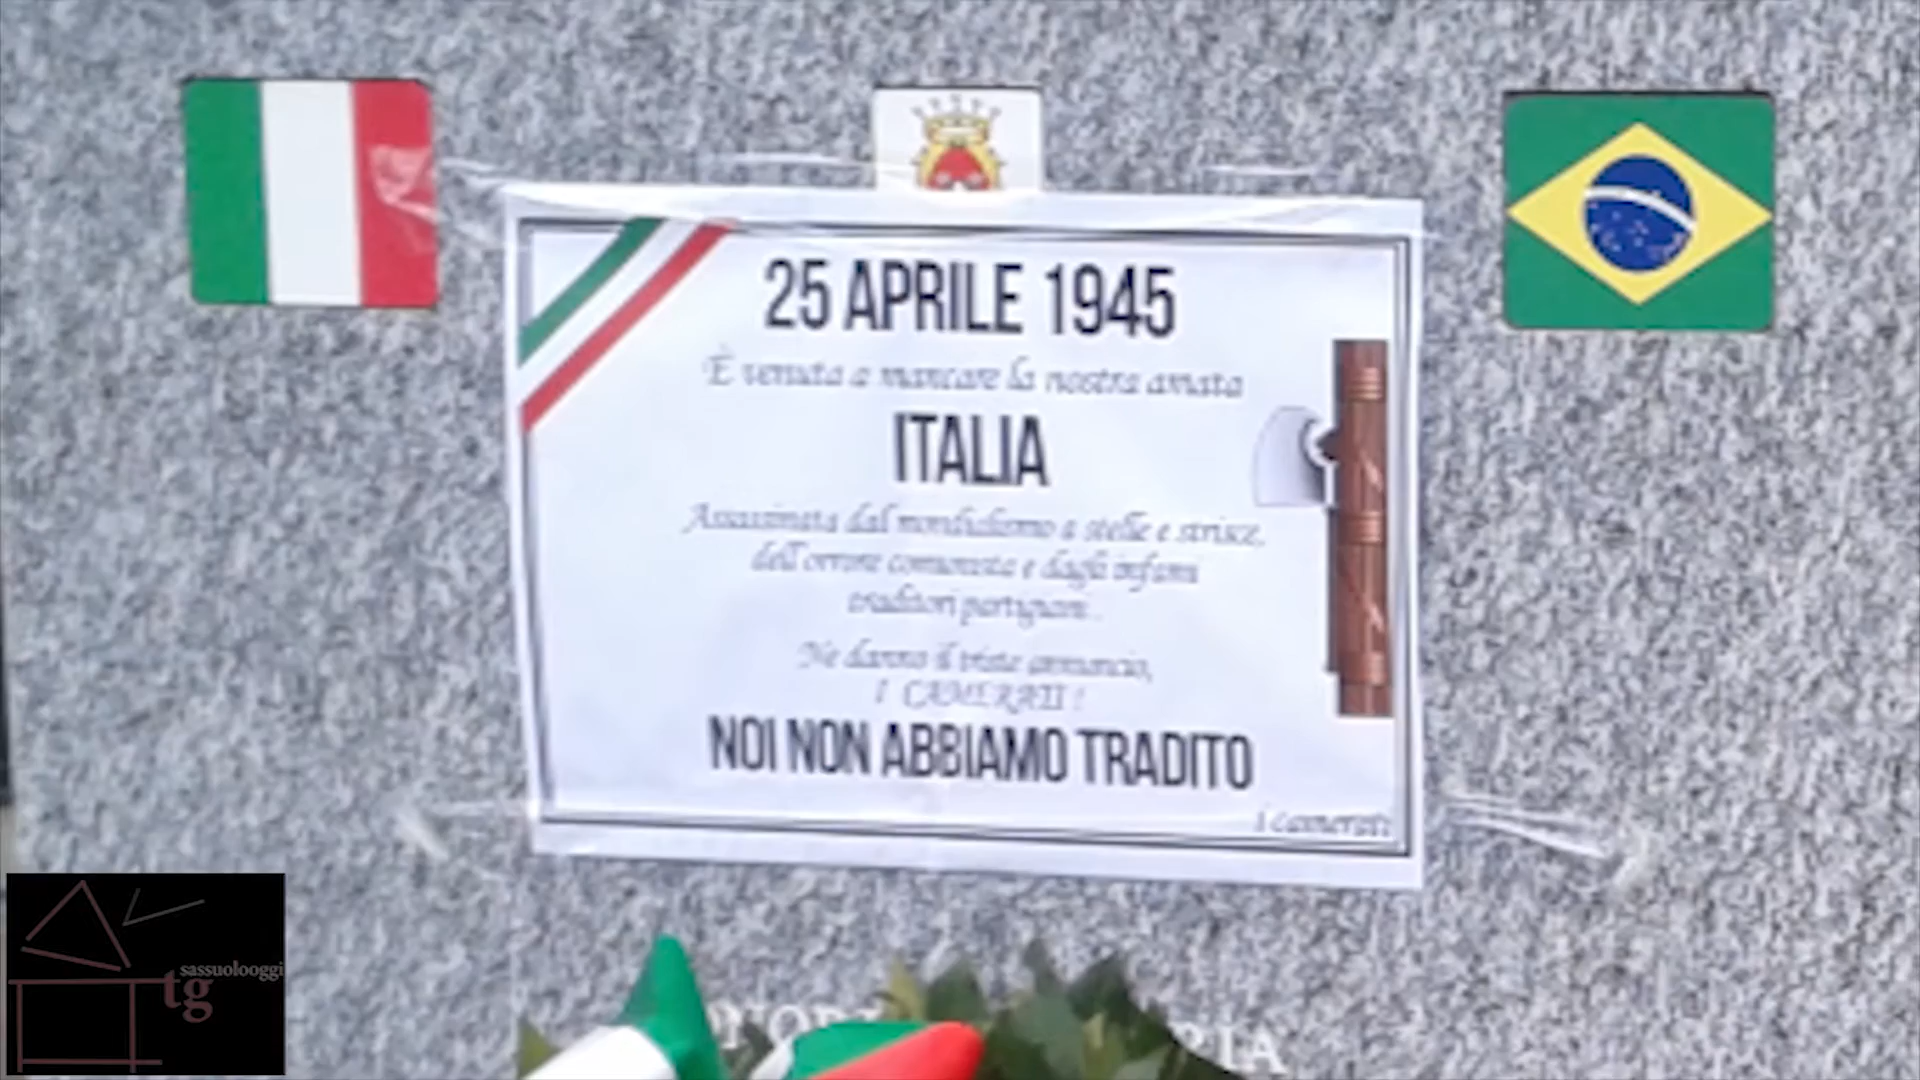 25 APRILE 1945
È venuta a mancare la nostra amata
ITALIA
Assassinata dal mondialismo a stelle e strisce,
dell'orrore comunista e dagli infami
traditori partigiani.
Ne danno il triste annuncio,
I CAMERATI!
NOI NON ABBIAMO TRADITO
i camerati
sassuolooggi
tg